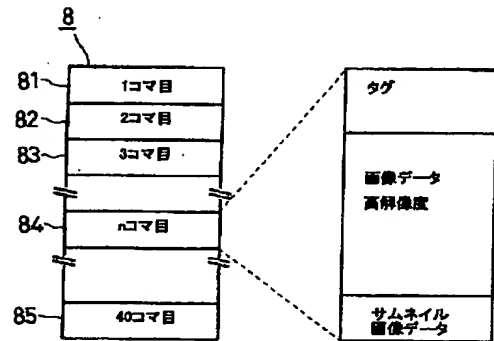 8
81
1コマ目
82
2コマ目
83
3コマ目
84
nコマ目
85
40コマ目
タグ
画像データ
高解像度
サムネイル
画像データ